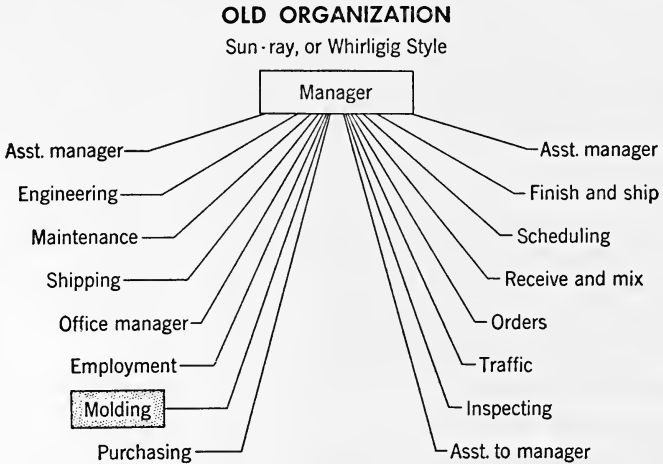 OLD ORGANIZATION
Sun-ray, or Whirligig Style
Manager
Asst. manager
Engineering
Maintenance
Shipping
Office manager
Employment
Molding
Purchasing
Asst. manager
Finish and ship
Scheduling
Receive and mix
Orders
Traffic
Inspecting
Asst. to manager